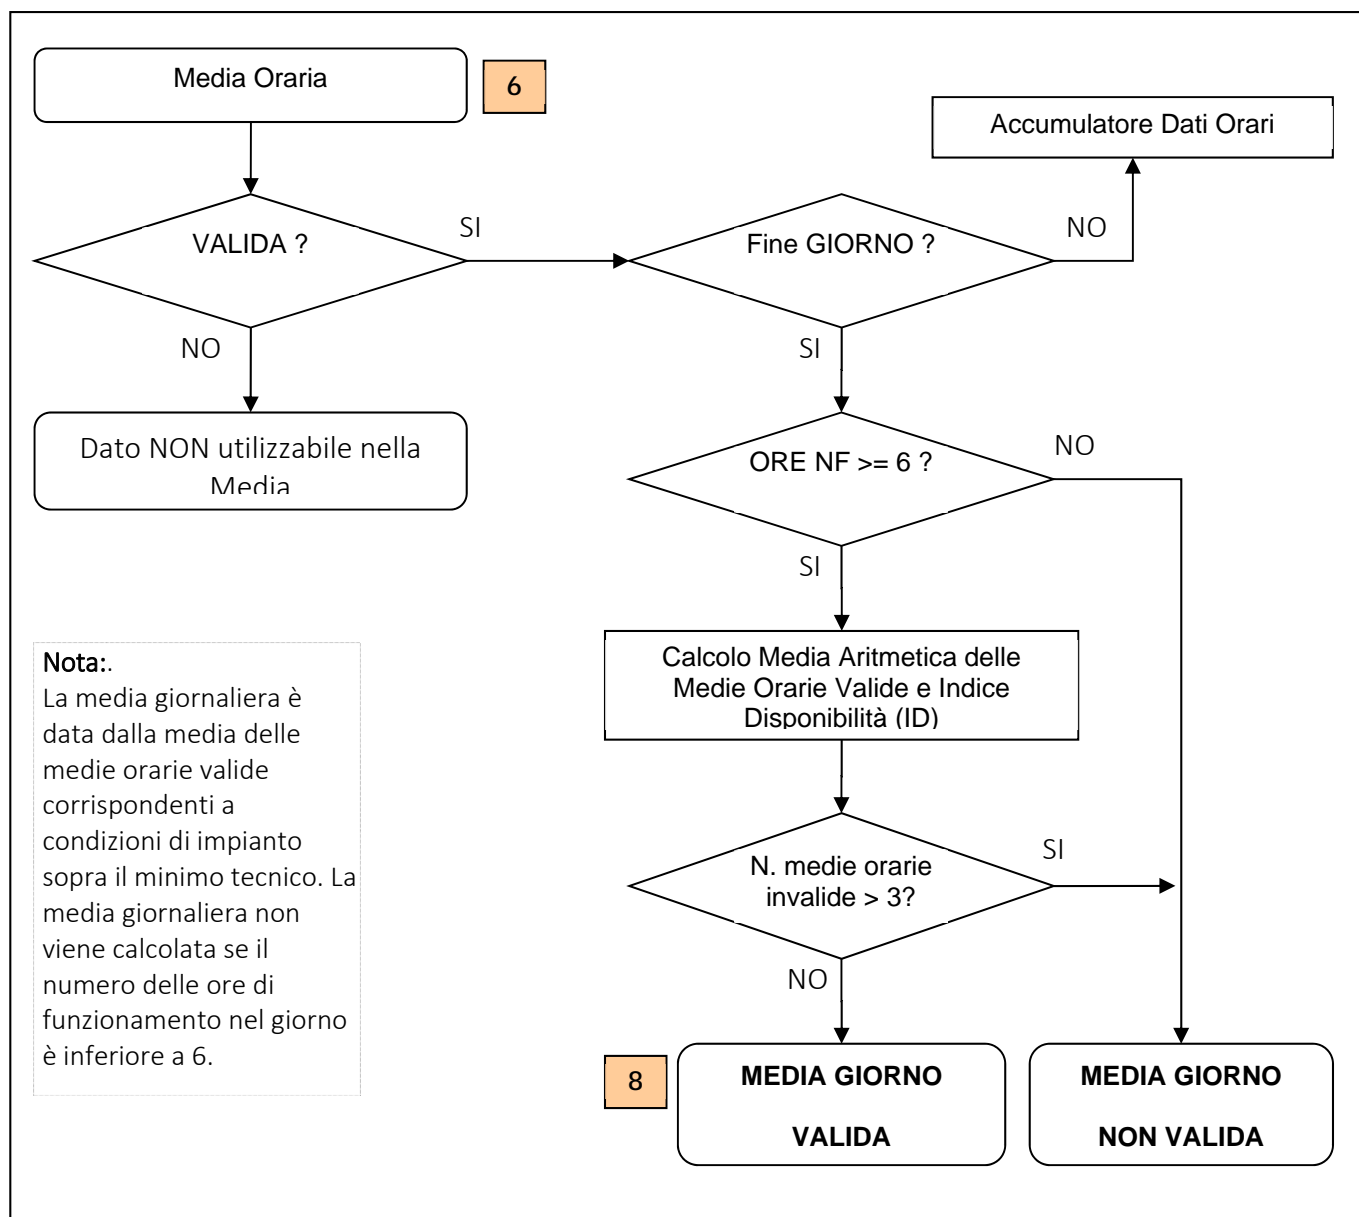 Media Oraria
6
Accumulatore Dati Orari
VALIDA ?
SI
Fine GIORNO ?
NO
NO
SI
Dato NON utilizzabile nella
Media
ORE NF >= 6 ?
NO
SI
Calcolo Media Aritmetica delle
Medie Orarie Valide e Indice
Disponibilità (ID)
Nota:.
La media giornaliera è
data dalla media delle
medie orarie valide
corrispondenti a
condizioni di impianto
sopra il minimo tecnico. La
media giornaliera non
viene calcolata se il
numero delle ore di
funzionamento nel giorno
è inferiore a 6.
N. medie orarie
invalide > 3?
SI
NO
8
MEDIA GIORNO
VALIDA
MEDIA GIORNO
NON VALIDA